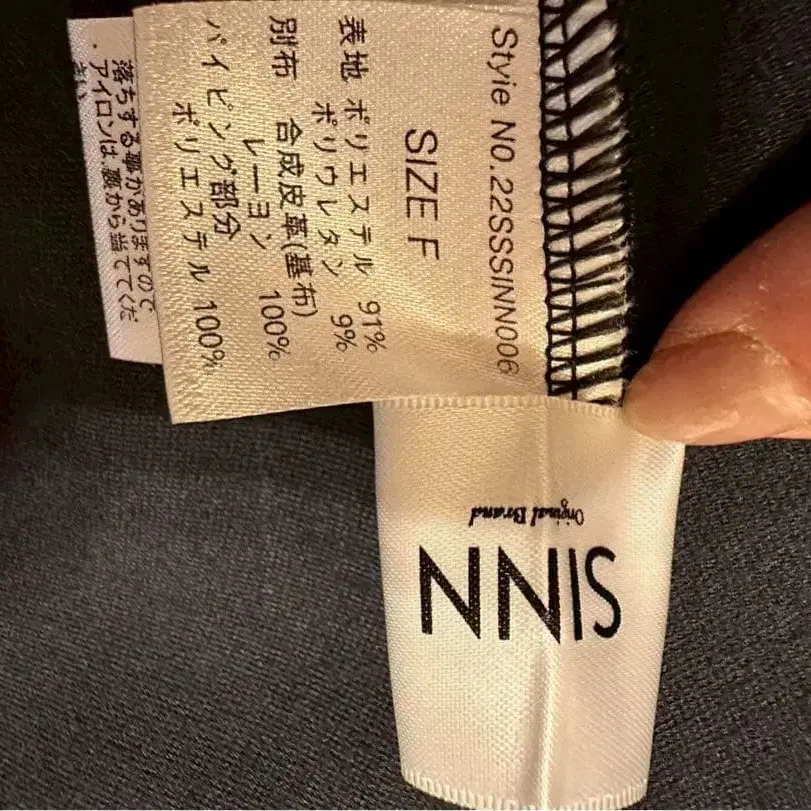 Style NO.22SSSINN006
SIZE F
表地 ポリエステル 91%
ポリウレタン 9%
別布 合成皮革(基布)
レーヨン 100%
パイピング部分
ポリエステル 100%
落ちする事がありますので
アイロンは、裏から当ててくだ
Original Brand
SINN